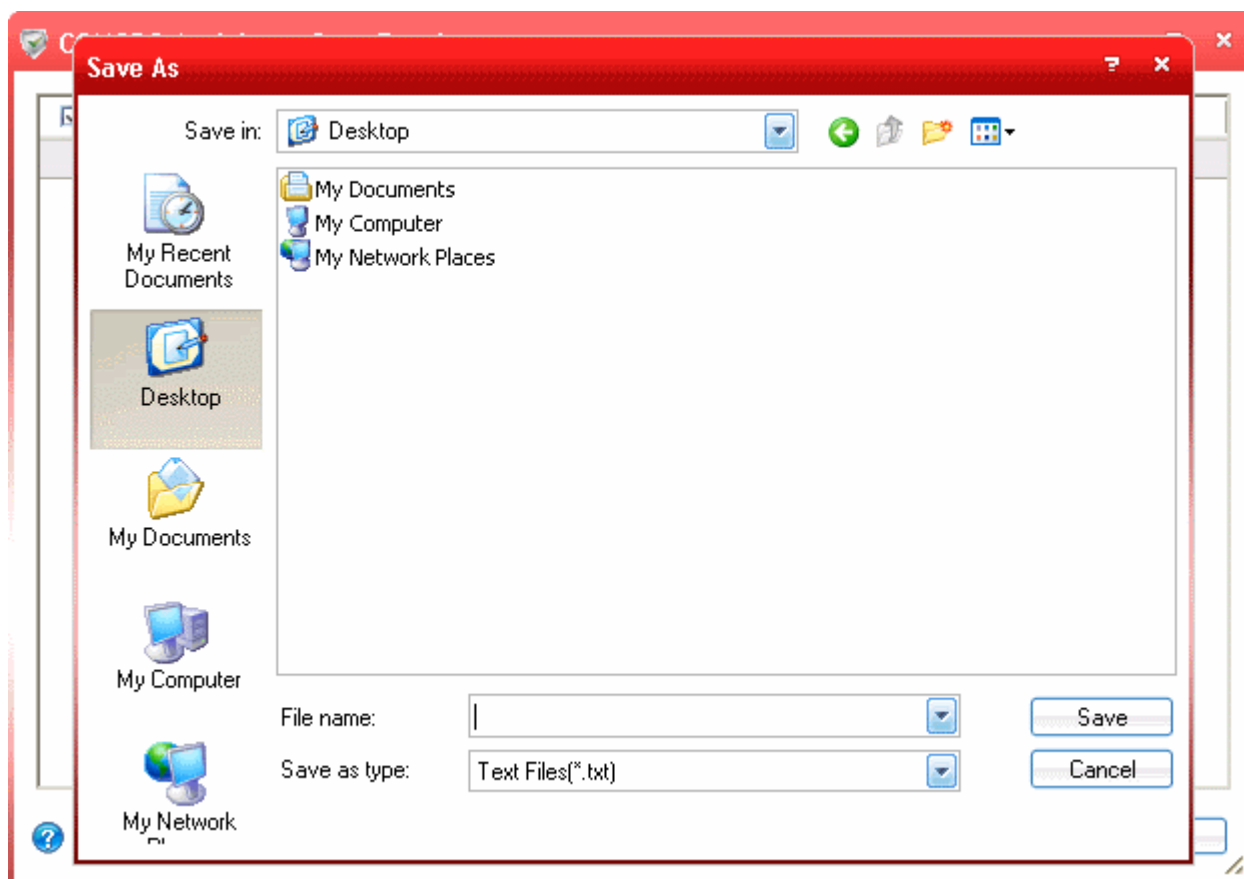 Save As
Save in:
Desktop
My Documents
My Computer
My Network Places
My Recent
Documents
Desktop
My Documents
My Computer
My Network
File name:
Save
Save as type:
Text Files(*.txt)
Cancel